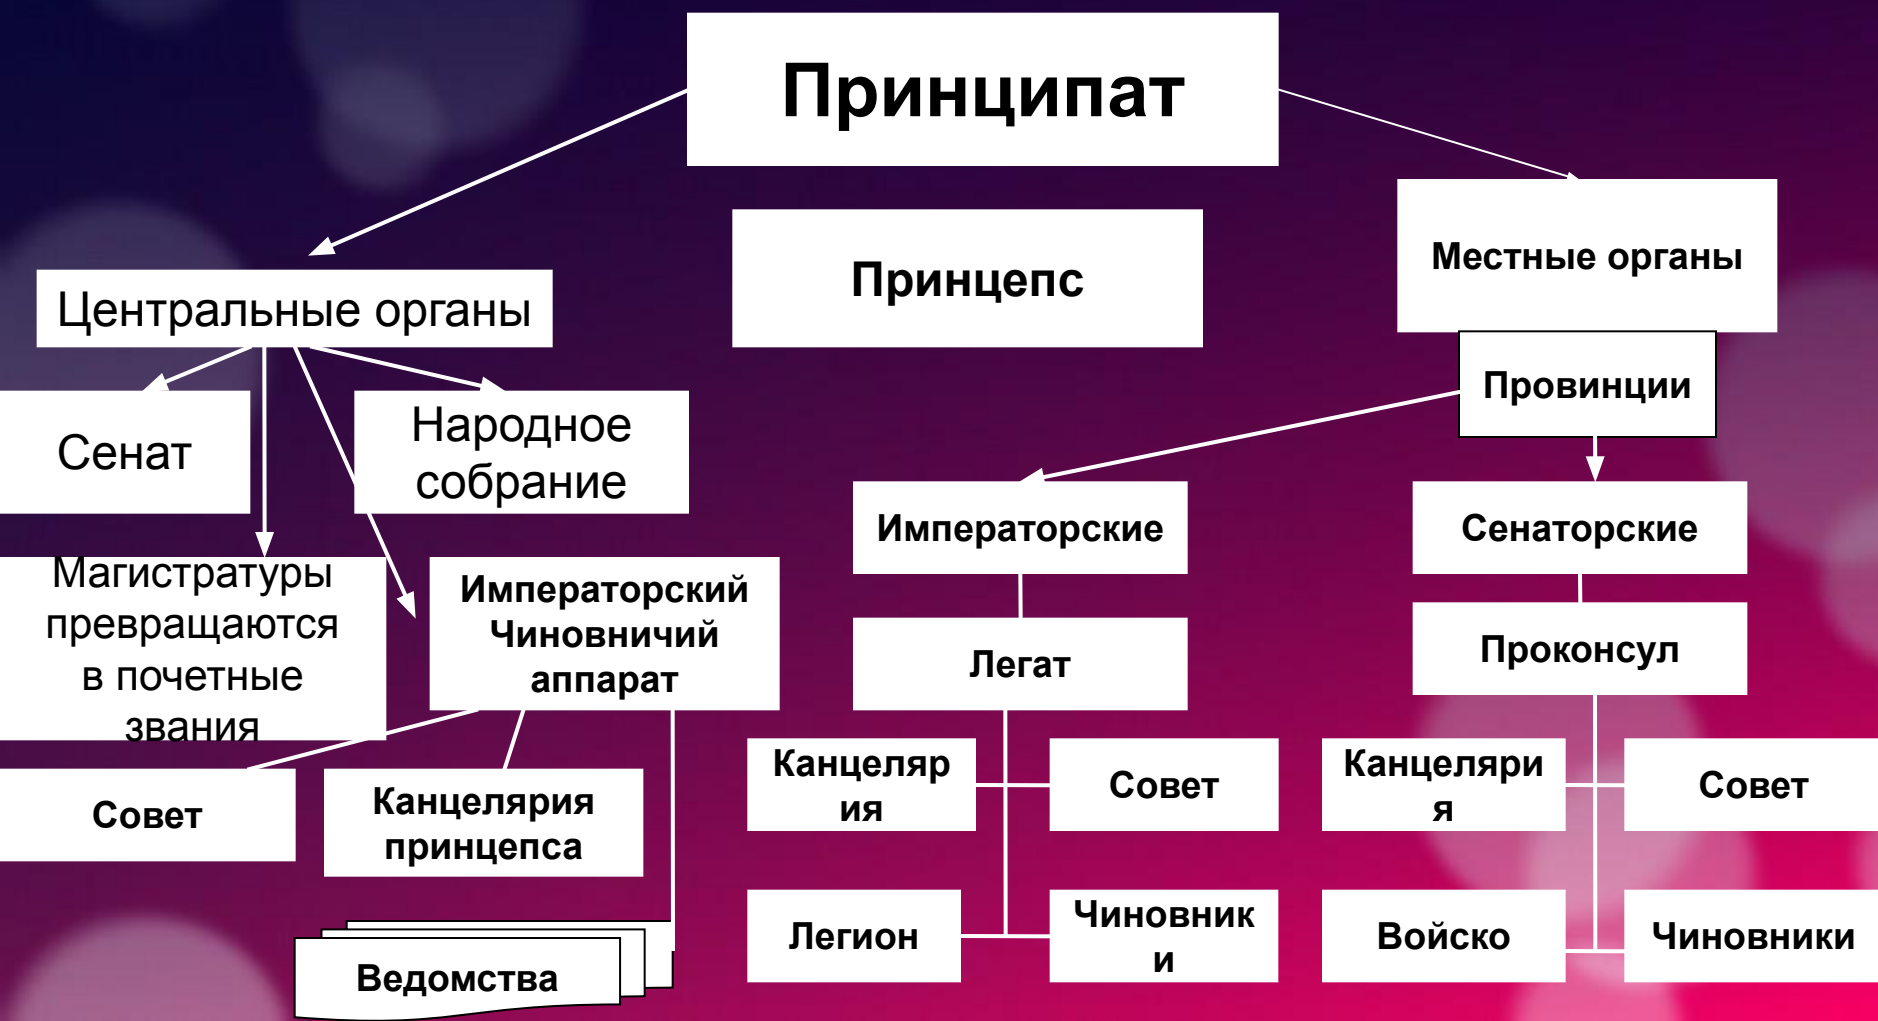 Принципат
Принцепс
Местные органы
Центральные органы
Провинции
Сенат
Народное
собрание
Императорские
Сенаторские
Магистратуры
превращаются
в почетные
звания
Императорский
Чиновничий
аппарат
Легат
Проконсул
Совет
Канцелярия
принцепса
Канцеляр
ия
Совет
Канцеляри
я
Совет
Ведомства
Легион
Чиновник
и
Войско
Чиновники